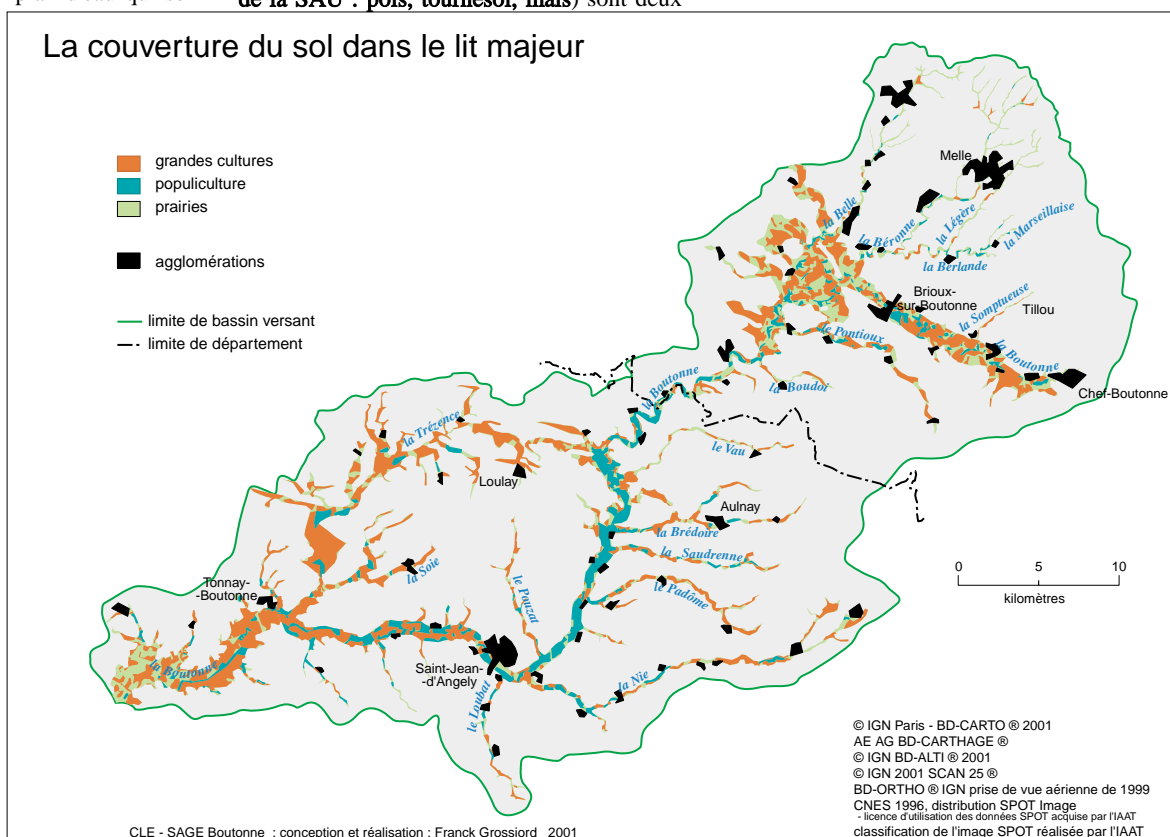 de la SAU : pois, tournesol, maïs) sont deux
La couverture du sol dans le lit majeur
grandes cultures
populiculture
prairies
agglomérations
limite de bassin versant
limite de département
Melle
la Belle
la Béronne
la Légère
la Marseillaise
la Berlande
Brioux-
-sur-Boutonne
la Somptueuse
Tillou
la Boutonne
Chef-Boutonne
le Pontioux
la Boudor
la Boutonne
la Trézence
Loulay
le Vau
Aulnay
la Brédoire
la Saudrenne
le Padôme
la Soie
le Pouzat
Tonnay-
-Boutonne
la Boutonne
Saint-Jean-
-d'Angely
le Loubat
la Nie
0 5 10
kilomètres
© IGN Paris - BD-CARTO ® 2001
AE AG BD-CARTHAGE ®
© IGN BD-ALTI ® 2001
© IGN 2001 SCAN 25 ®
BD-ORTHO ® IGN prise de vue aérienne de 1999
CNES 1996, distribution SPOT Image
- licence d'utilisation des données SPOT acquise par l'IAAT
classification de l'image SPOT réalisée par l'IAAT
CLE - SAGE Boutonne : conception et réalisation : Franck Grossiord 2001